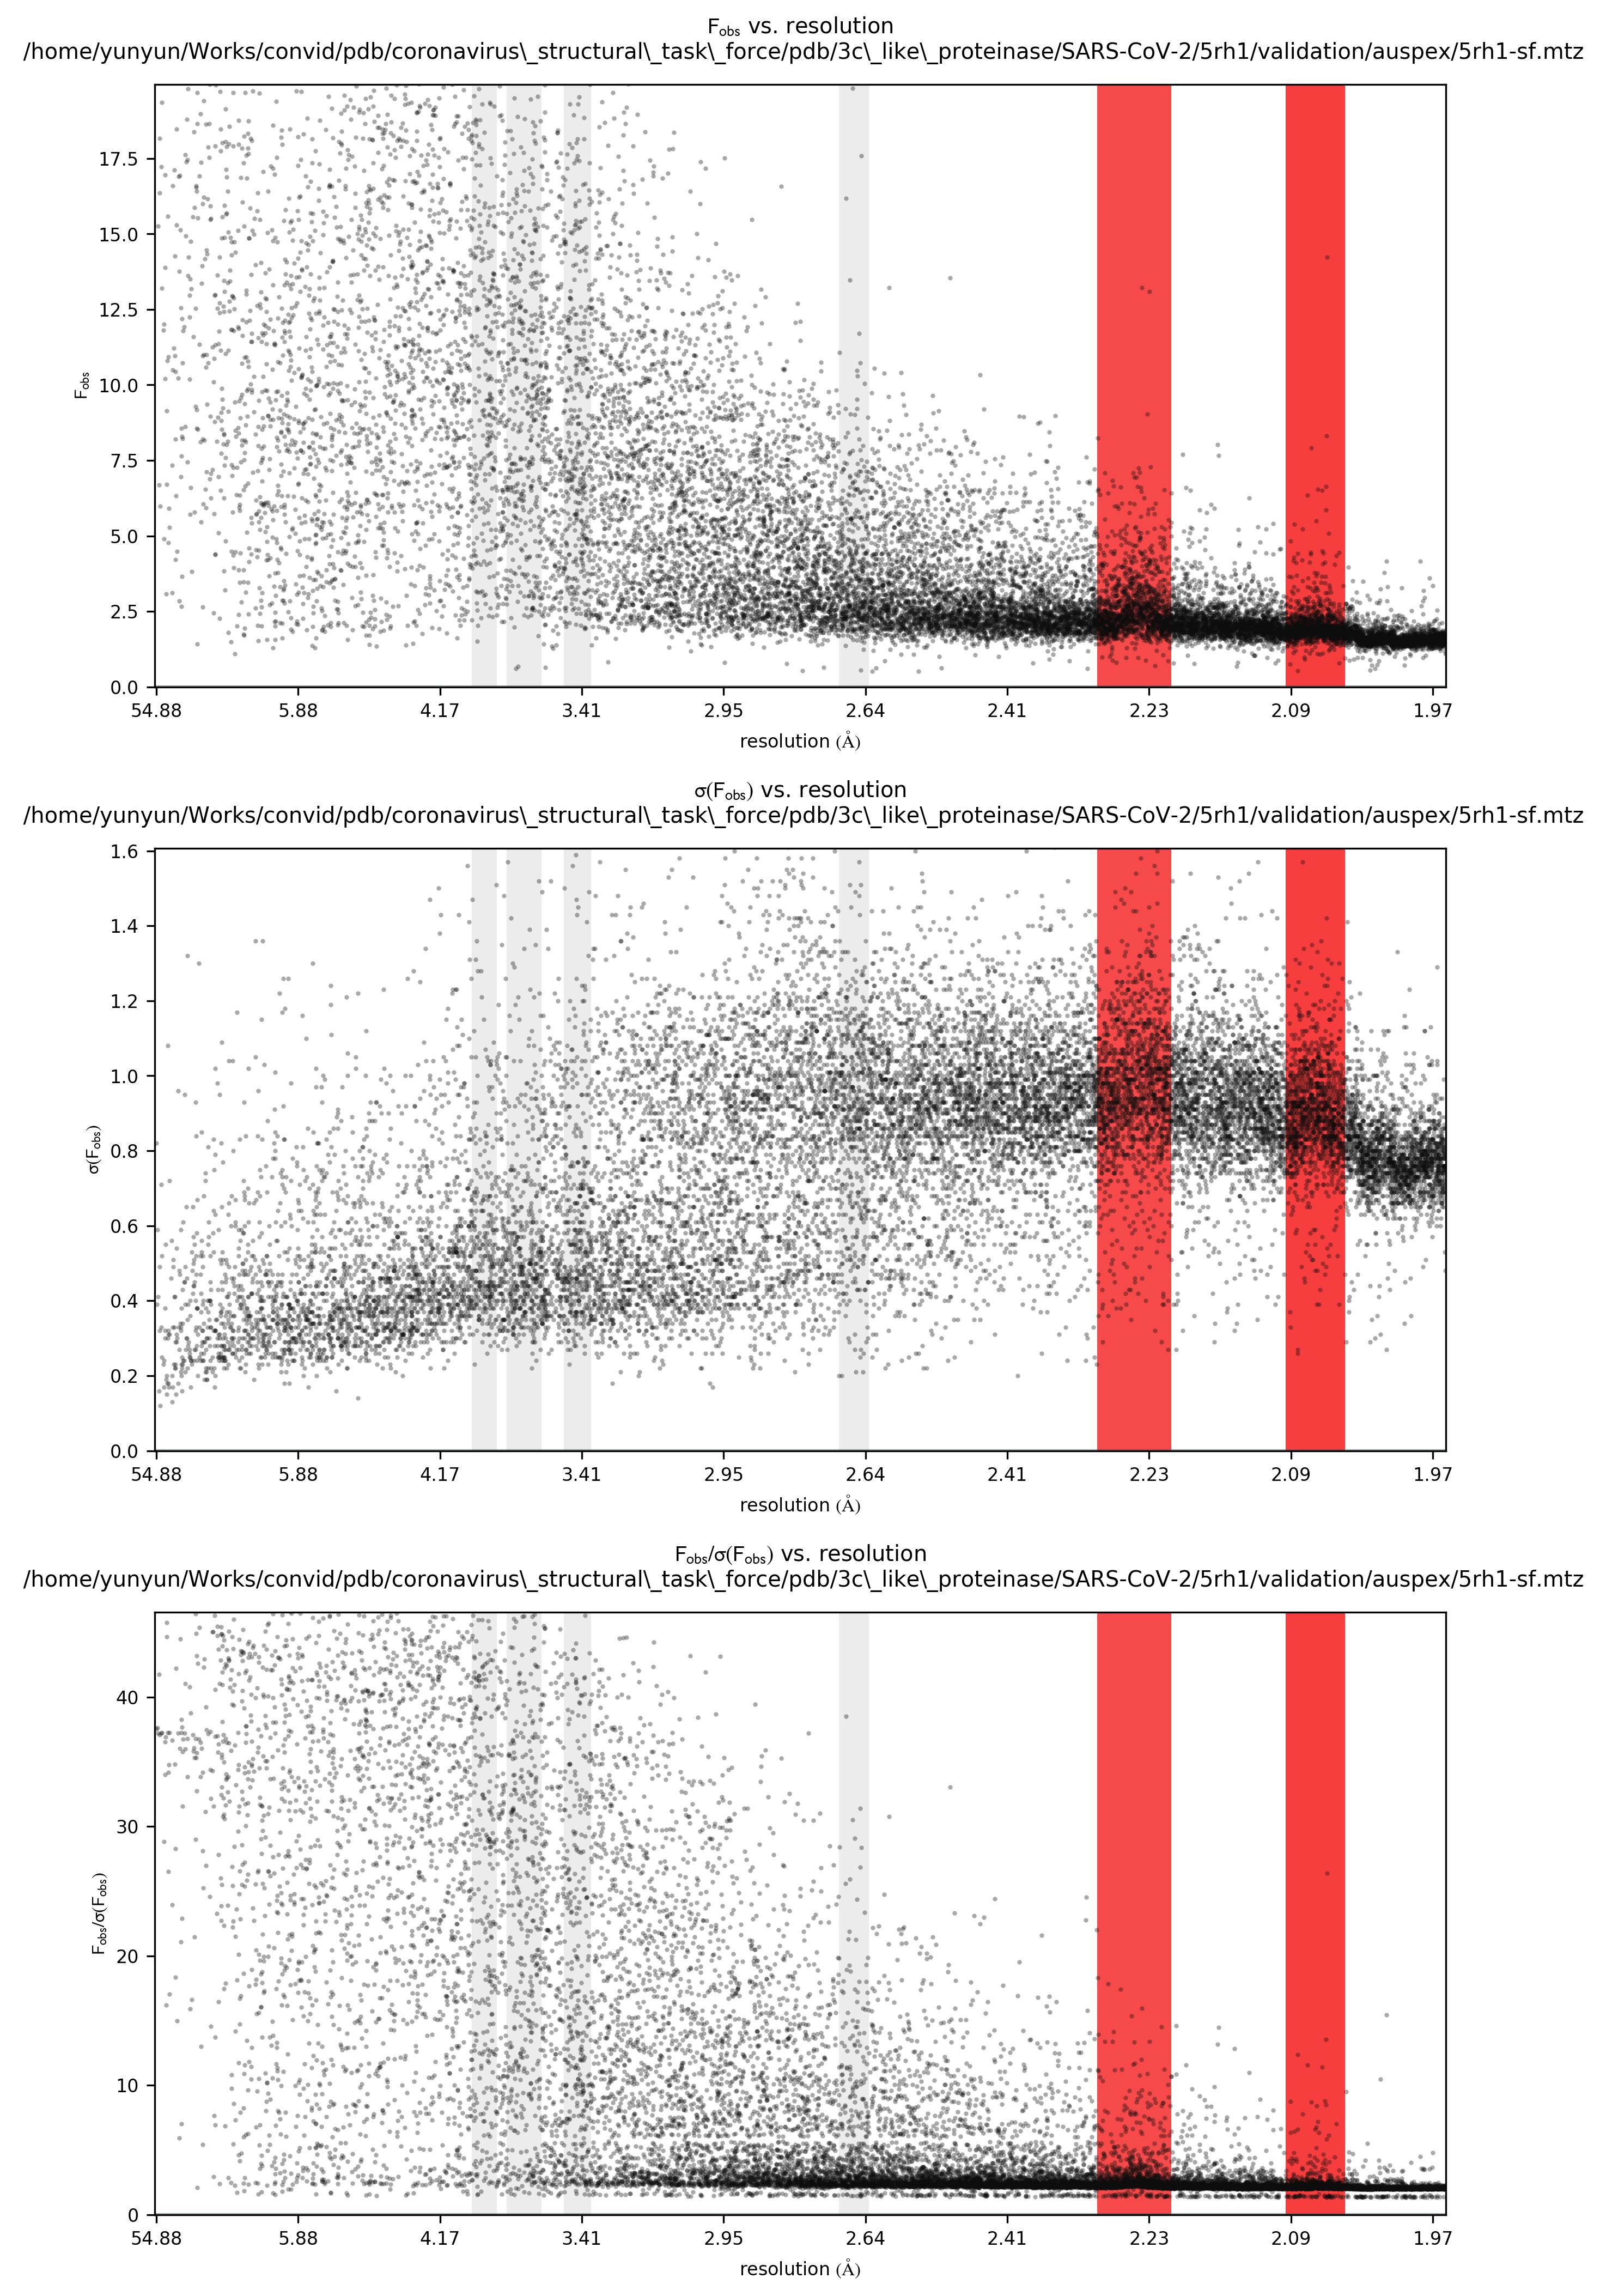 Fobs vs. resolution
/home/yunyun/Works/convid/pdb/coronavirus\_structural\_task\_force/pdb/3c\_like\_proteinase/SARS-CoV-2/5rh1/validation/auspex/5rh1-sf.mtz
17.5
15.0
12.5
10.0
Fobs
7.5
5.0
2.5
0.0
54.88 5.88 4.17 3.41 2.95 2.64 2.41 2.23 2.09 1.97
resolution (Å)
σ(Fobs) vs. resolution
/home/yunyun/Works/convid/pdb/coronavirus\_structural\_task\_force/pdb/3c\_like\_proteinase/SARS-CoV-2/5rh1/validation/auspex/5rh1-sf.mtz
1.6
1.4
1.2
1.0
σ(Fobs)
0.8
0.6
0.4
0.2
0.0
54.88 5.88 4.17 3.41 2.95 2.64 2.41 2.23 2.09 1.97
resolution (Å)
Fobs/σ(Fobs) vs. resolution
/home/yunyun/Works/convid/pdb/coronavirus\_structural\_task\_force/pdb/3c\_like\_proteinase/SARS-CoV-2/5rh1/validation/auspex/5rh1-sf.mtz
40
30
Fobs/σ(Fobs)
20
10
0
54.88 5.88 4.17 3.41 2.95 2.64 2.41 2.23 2.09 1.97
resolution (Å)